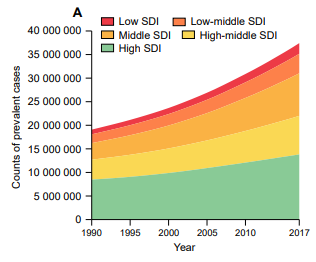 A
Low SDI Low-middle SDI
Middle SDI High-middle SDI
High SDI
Counts of prevalent cases
40 000 000
35 000 000
30 000 000
25 000 000
20 000 000
15 000 000
10 000 000
5 000 000
0
1990 1995 2000 2005 2010 2017
Year